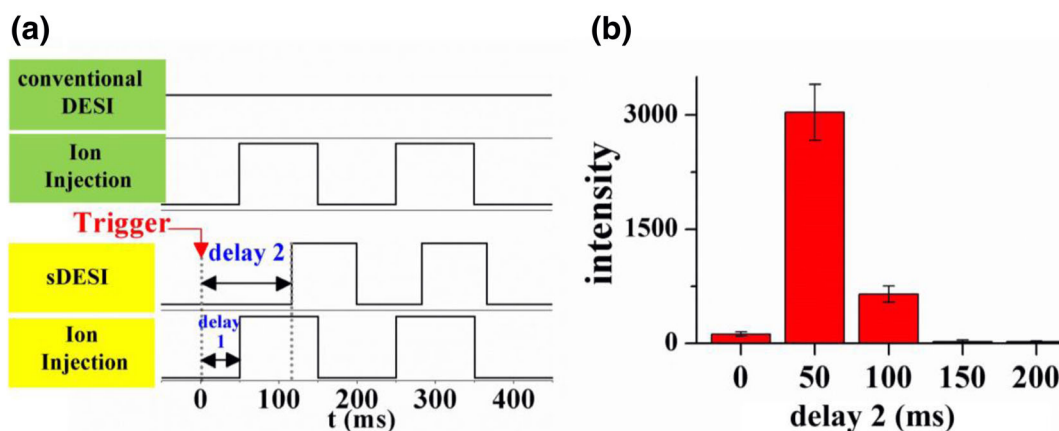 (a)
conventional
DESI
Ion
Injection
Trigger
delay 2
sDESI
delay
1
Ion
Injection
0 100 200 300 400
t (ms)
(b)
intensity
3000
1500
0
0 50 100 150 200
delay 2 (ms)